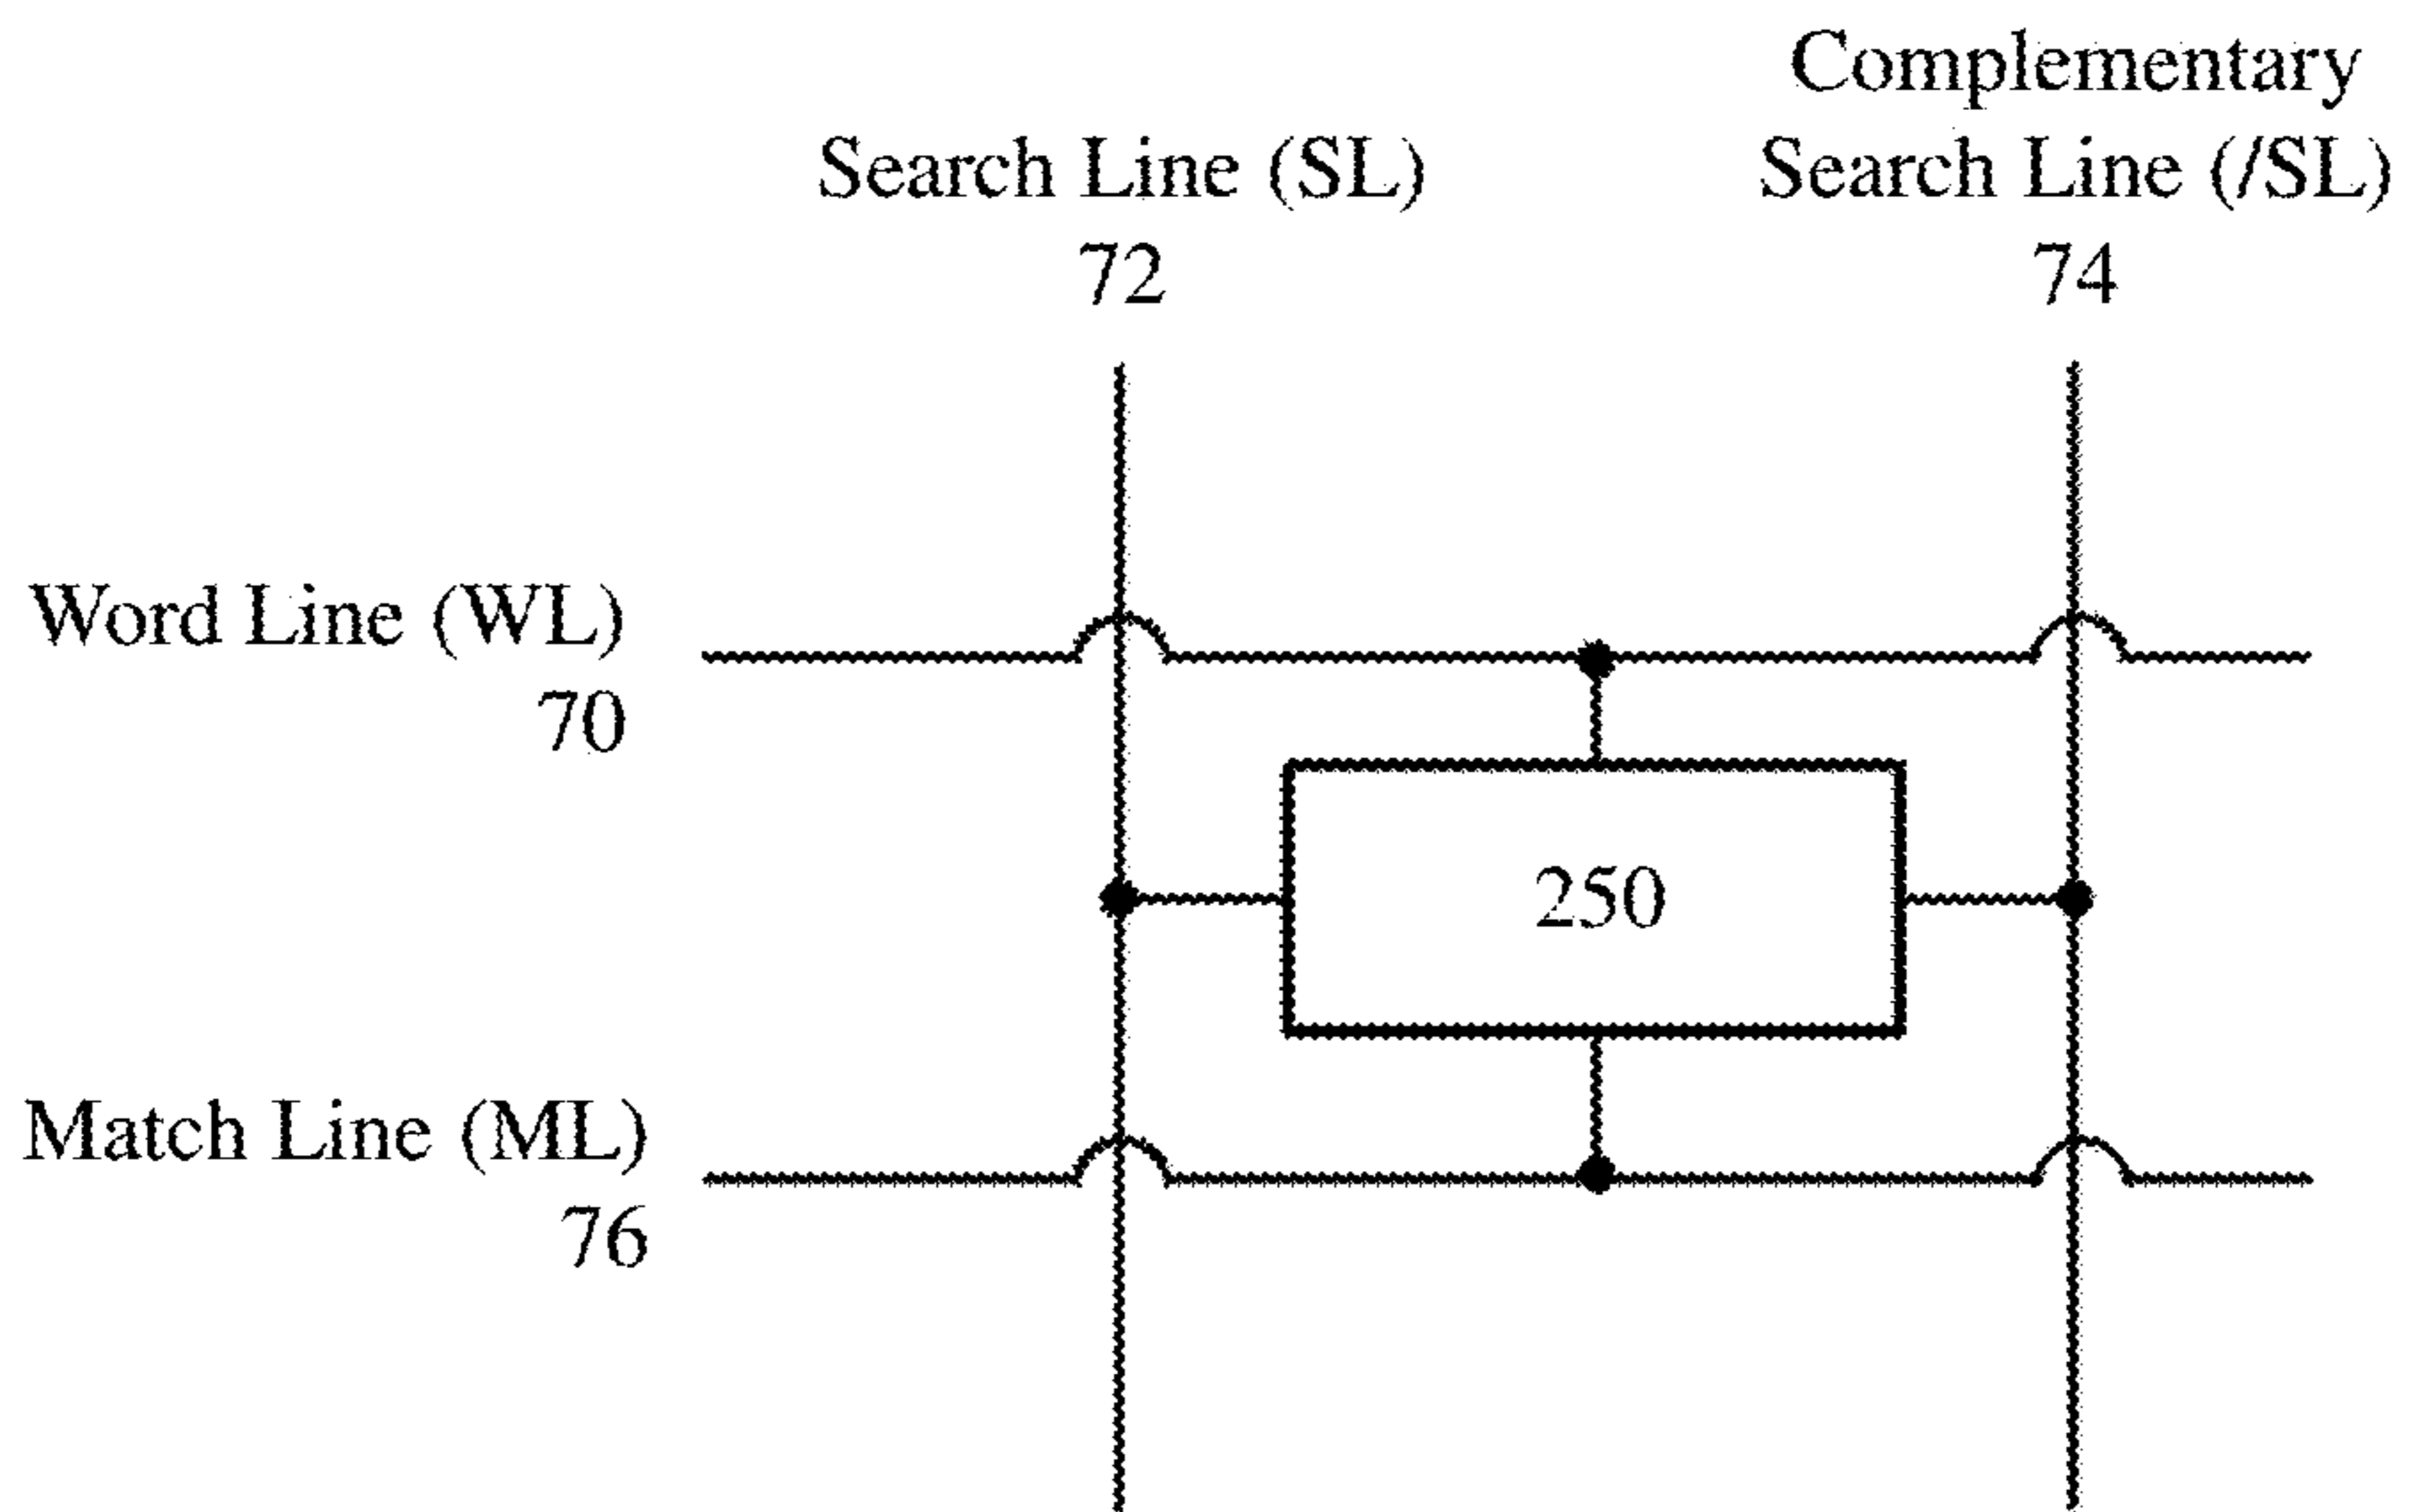 Complementary
Search Line (SL)
Search Line (/SL)
72
74
Word Line (WL)
70
250
Match Line (ML)
76